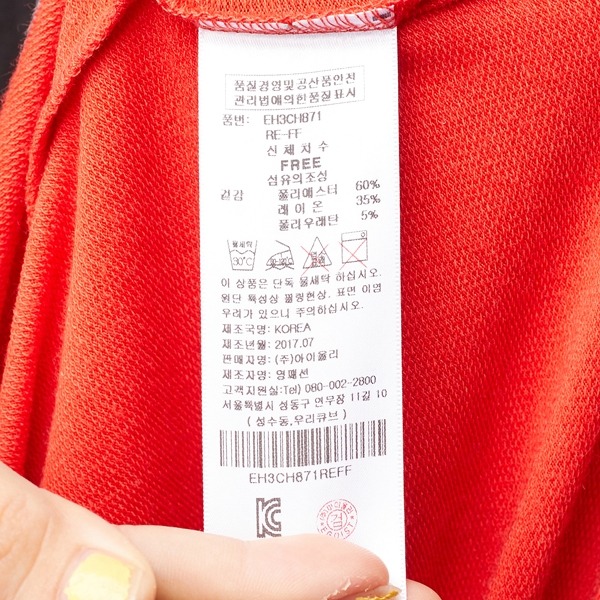 품질경영및공산품안전
관리법에의한품질표시
품번: EH3CH871
RE-FF
신체치수
FREE
섬유의조성
겉감 폴리에스터 60%
레이온 35%
폴리우레탄 5%
물세탁
30°C
이 상품은 단독 물세탁 하십시오.
원단 특성상 필링현상, 표면 이염
우려가 있으니 주의하십시오.
제조국명: KOREA
제조년월: 2017.07
판매자명: (주)아이올리
제조자명: 영패션
고객지원실:Tel) 080-002-2800
서울특별시 성동구 연무장 11길 10
(성수동,우리큐브)
EH3CH871REFF